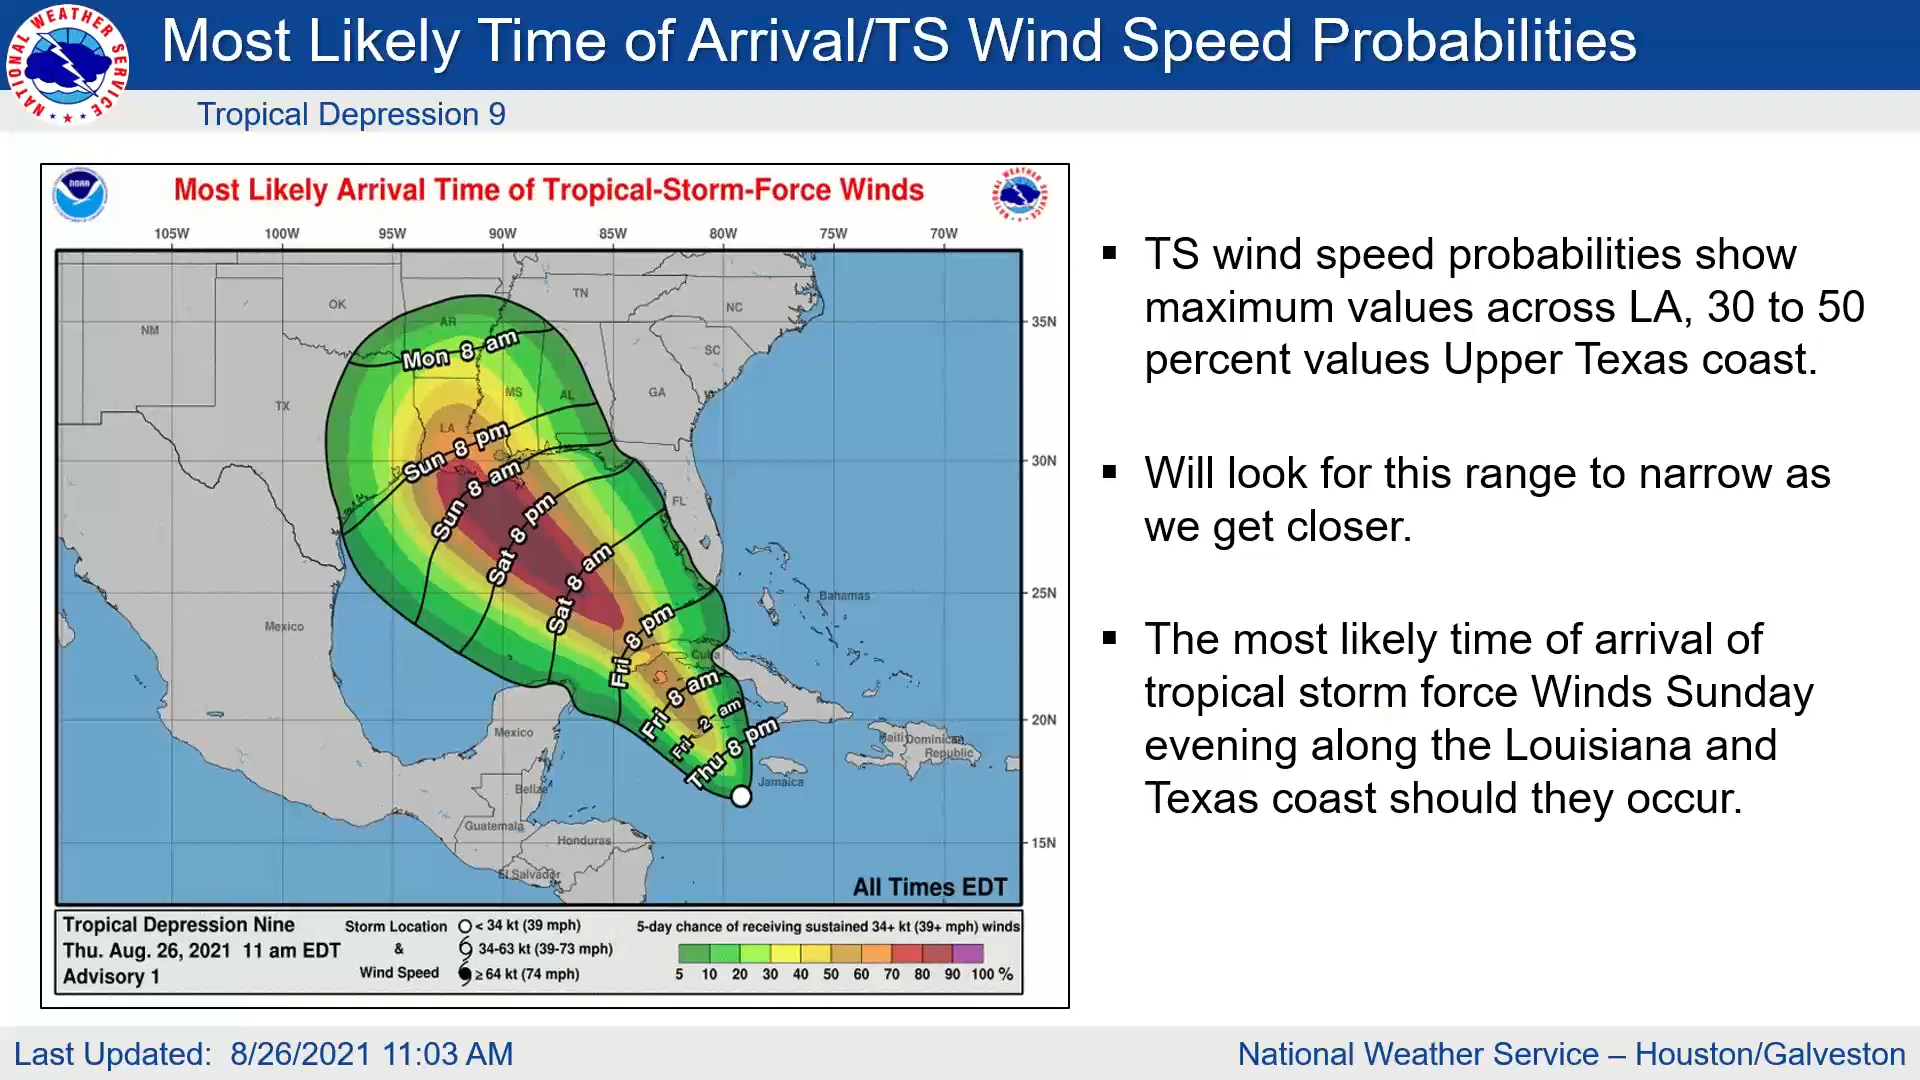 Most Likely Time of Arrival/TS Wind Speed Probabilities
NATIONAL WEATHER SERVICE
Tropical Depression 9
NOAA
Most Likely Arrival Time of Tropical-Storm-Force Winds
NATIONAL WEATHER SERVICE
105W 100W 95W 90W 85W 80W 75W 70W
OK
TN
NC
AR
35N
NM
Mon 8 am
SC
MS
AL
GA
TX
LA
Sun 8 pm
30N
Sun 8 am
FL
Sat 8 pm
Sat 8 am
25N
Bahamas
Mexico
Fri 8 pm
Cuba
Fri 8 am
Fri 2 am
20N
Thu 8 pm
Mexico
Haiti
Dominican
Republic
Jamaica
Belize
Guatemala
Honduras
15N
El Salvador
All Times EDT
Tropical Depression Nine
Thu. Aug. 26, 2021 11 am EDT
Advisory 1
Storm Location
&
Wind Speed
< 34 kt (39 mph)
34-63 kt (39-73 mph)
≥ 64 kt (74 mph)
5-day chance of receiving sustained 34+ kt (39+ mph) winds
5 10 20 30 40 50 60 70 80 90 100 %
▪ TS wind speed probabilities show
maximum values across LA, 30 to 50
percent values Upper Texas coast.
▪ Will look for this range to narrow as
we get closer.
▪ The most likely time of arrival of
tropical storm force Winds Sunday
evening along the Louisiana and
Texas coast should they occur.
Last Updated: 8/26/2021 11:03 AM
National Weather Service – Houston/Galveston